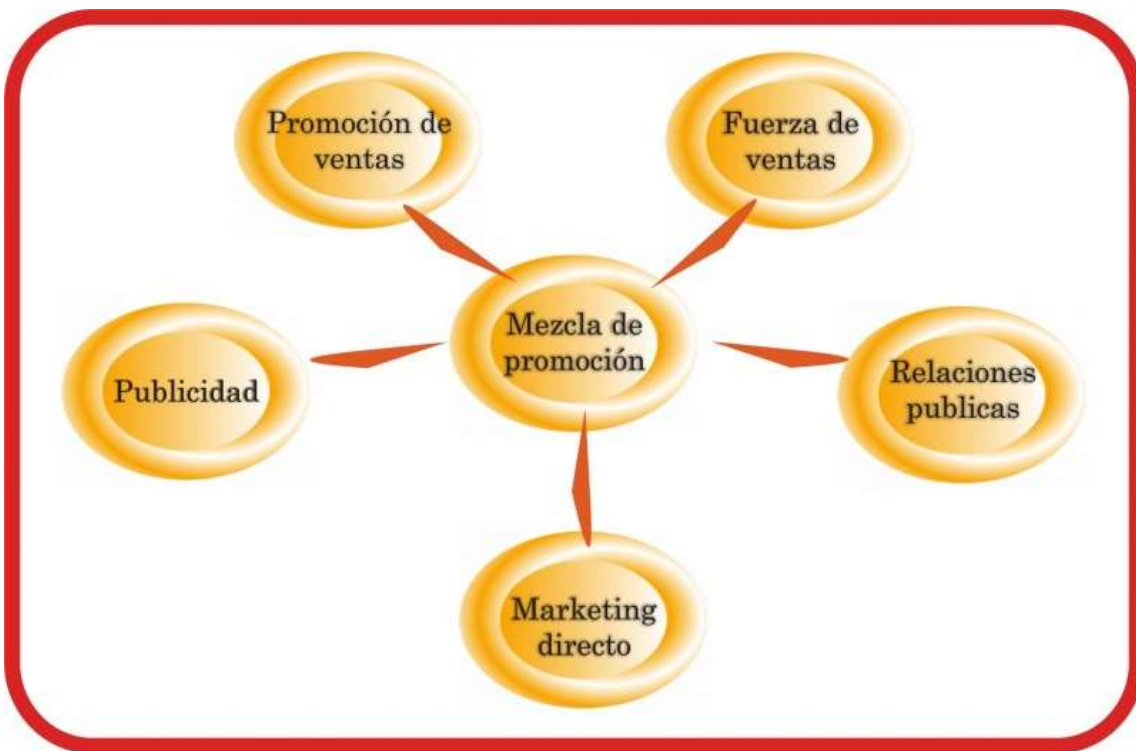 Promoción de
ventas
Fuerza de
ventas
Mezcla de
promoción
Publicidad
Relaciones
publicas
Marketing
directo